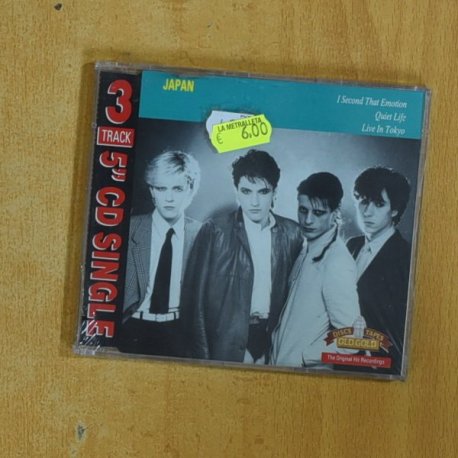 JAPAN
I Second That Emotion
Quiet Life
Live In Tokyo
LA METRALLETA
€ 6,00
3
TRACK
5" CD SINGLE
DISCS TAPES
OLD GOLD
The Original Hit Recordings